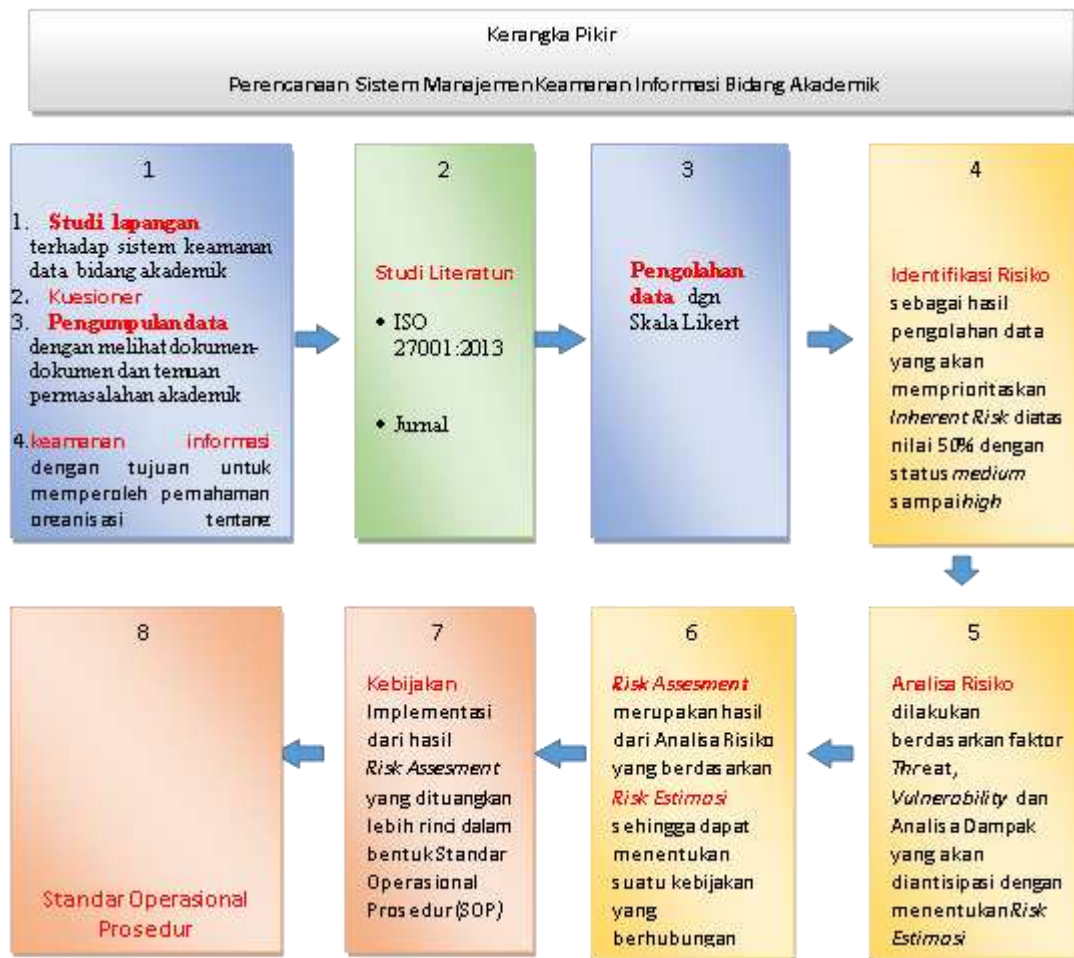 Kerangka Pikir
Perencanaan Sistem Manajemen Keamanan Informasi Bidang Akademik
1
1. Studi lapangan
terhadap sistem keamanan
data bidang akademik
2. Kuesioner
3. Pengumpulan data
dengan melihat dokumen-
dokumen dan temuan
permasalahan akademik
4. keamanan informasi
dengan tujuan untuk
memperoleh pemahaman
organisasi tentang
2
Studi Literatur:
• ISO
27001:2013
• Jurnal
3
Pengolahan
data dgn
Skala Likert
4
Identifikasi Risiko
sebagai hasil
pengolahan data
yang akan
memprioritaskan
Inherent Risk diatas
nilai 50% dengan
status medium
sampai high
5
Analisa Risiko
dilakukan
berdasarkan faktor
Threat,
Vulnerability dan
Analisa Dampak
yang akan
diantisipasi dengan
menentukan Risk
Estimasi
6
Risk Assesment
merupakan hasil
dari Analisa Risiko
yang berdasarkan
Risk Estimasi
sehingga dapat
menentukan
suatu kebijakan
yang
berhubungan
7
Kebijakan
Implementasi
dari hasil
Risk Assesment
yang dituangkan
lebih rinci dalam
bentuk Standar
Operasional
Prosedur (SOP)
8
Standar Operasional
Prosedur